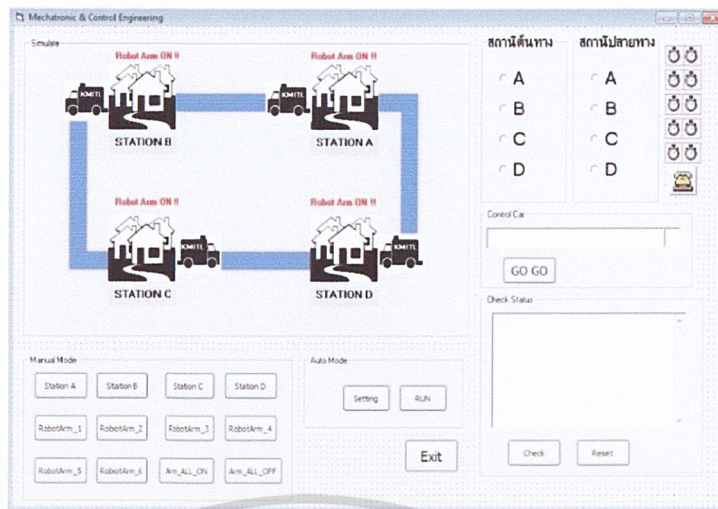 Mechatronic & Control Engineering
Simulate
Robot Arm ON !!
Robot Arm ON !!
KMITL
KMITL
STATION B
STATION A
Robot Arm ON !!
Robot Arm ON !!
KMITL
KMITL
STATION C
STATION D
สถานีต้นทาง
A
B
C
D
สถานีปลายทาง
A
B
C
D
Control Car
GO GO
Check Status
Check
Reset
Manual Mode
Station A
Station B
Station C
Station D
RobotArm_1
RobotArm_2
RobotArm_3
RobotArm_4
RobotArm_5
RobotArm_6
Arm_ALL_ON
Arm_ALL_OFF
Auto Mode
Setting
RUN
Exit